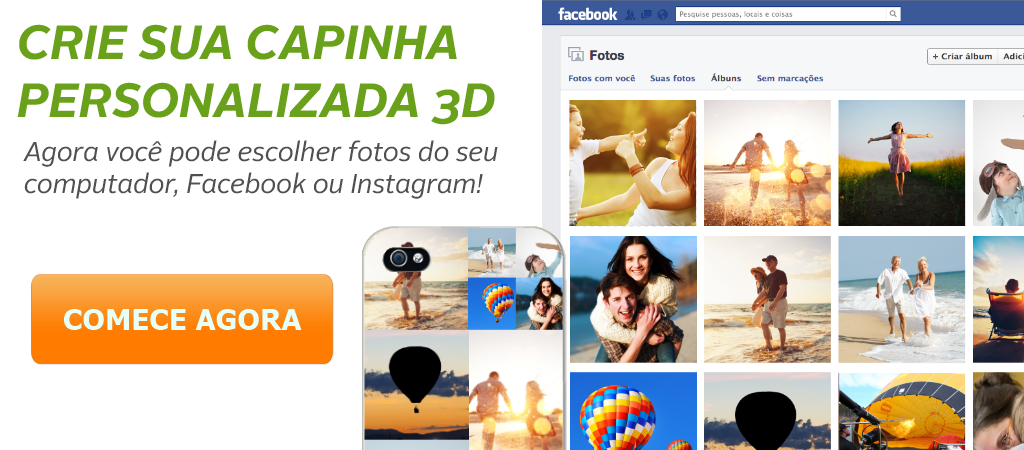 CRIE SUA CAPINHA
PERSONALIZADA 3D
Agora você pode escolher fotos do seu
computador, Facebook ou Instagram!
COMECE AGORA
facebook
Pesquise pessoas, locais e coisas
Fotos
+ Criar álbum
Adici
Fotos com você
Suas fotos
Álbuns
Sem marcações